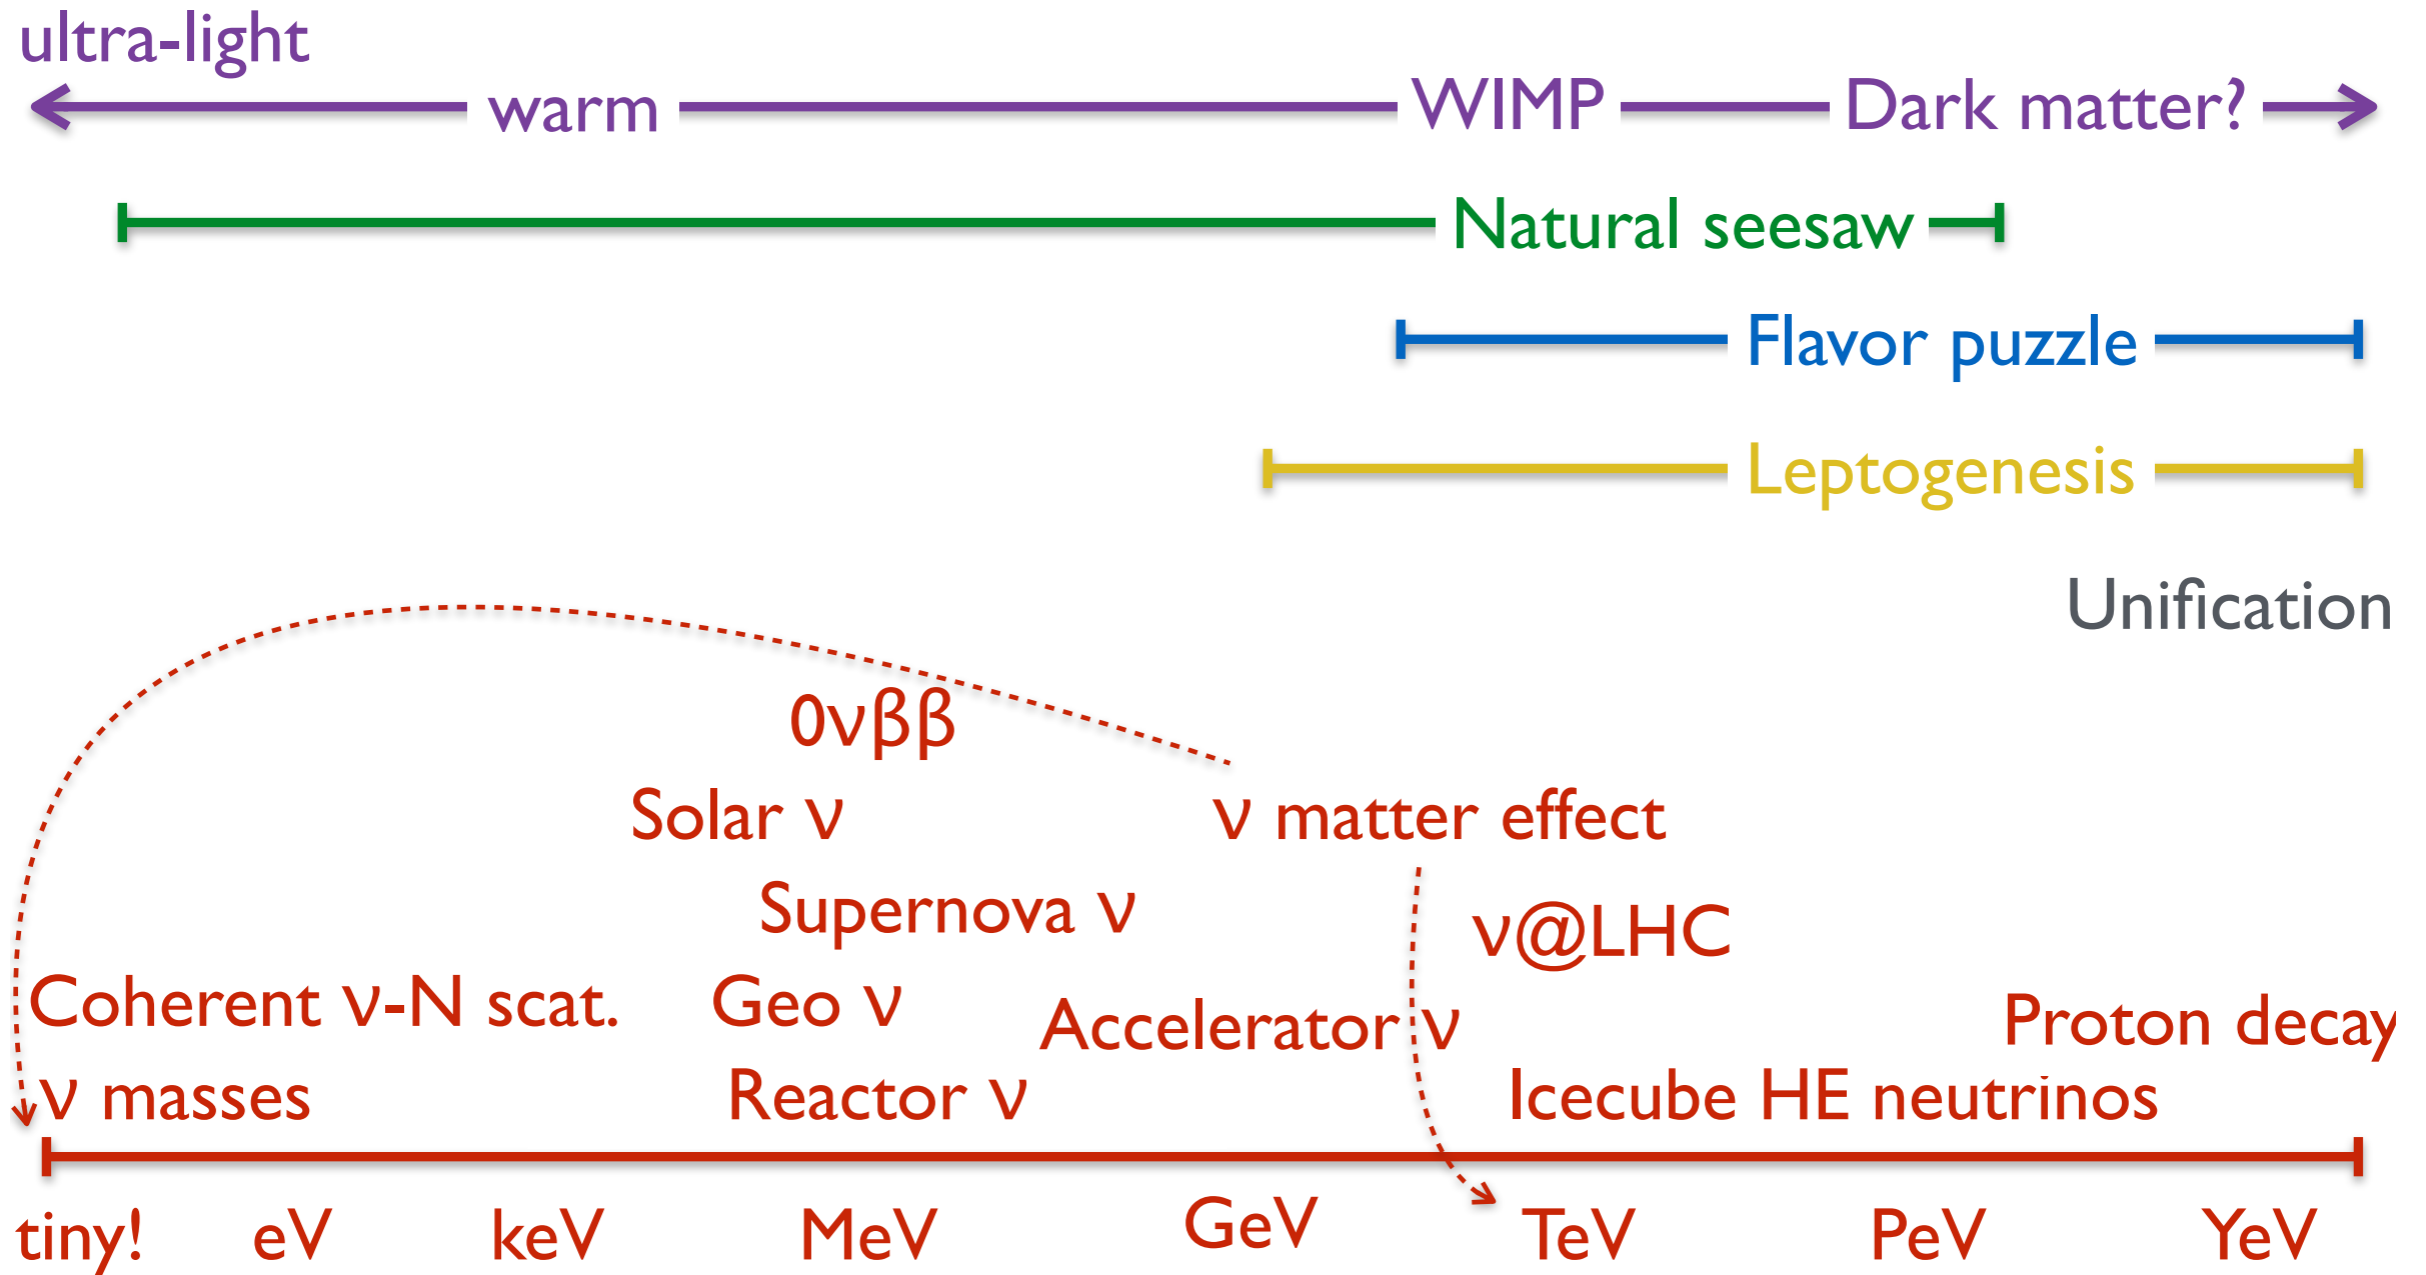 ultra-light
warm
WIMP
Dark matter?
Natural seesaw
Flavor puzzle
Leptogenesis
Unification
0νββ
Solar ν
ν matter effect
Supernova ν
ν@LHC
Coherent ν-N scat.
Geo ν
Accelerator ν
Proton decay
ν masses
Reactor ν
Icecube HE neutrinos
tiny!
eV
keV
MeV
GeV
TeV
PeV
YeV